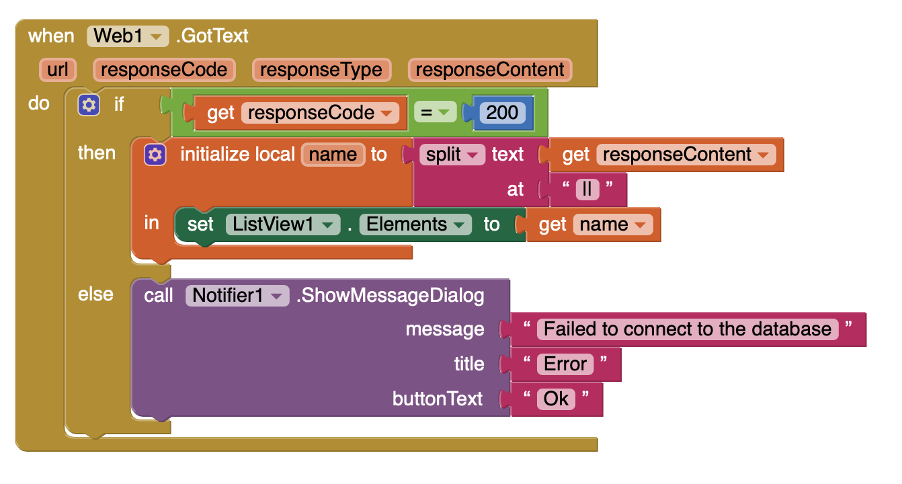 when Web1 .GotText
url responseCode responseType responseContent
do if get responseCode = 200
then initialize local name to split text get responseContent
at “ || ”
in set ListView1 . Elements to get name
else call Notifier1 .ShowMessageDialog
message “ Failed to connect to the database ”
title “ Error ”
buttonText “ Ok ”